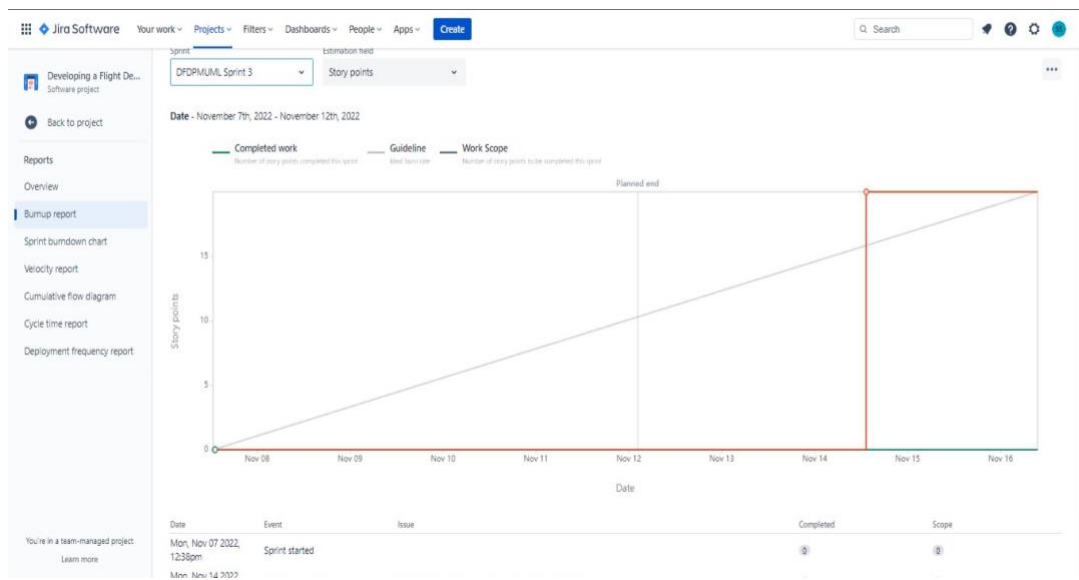 Jira Software Your work Projects Filters Dashboards People Apps Create Search
Sprint Estimation field
Developing a Flight De...
Software project
DFDPMUML Sprint 3 Story points
Back to project
Date - November 7th, 2022 - November 12th, 2022
Completed work Guideline Work Scope
Number of story points completed this sprint Ideal burn rate Number of story points to be completed this sprint
Reports
Overview
Burnup report
Sprint burndown chart
Velocity report
Cumulative flow diagram
Cycle time report
Deployment frequency report
Planned end
15
10
5
0
Story points
Nov 08 Nov 09 Nov 10 Nov 11 Nov 12 Nov 13 Nov 14 Nov 15 Nov 16
Date
Date Event Issue Completed Scope
Mon, Nov 07 2022,
12:38pm
Sprint started 0 0
Mon, Nov 14 2022
You're in a team-managed project
Learn more